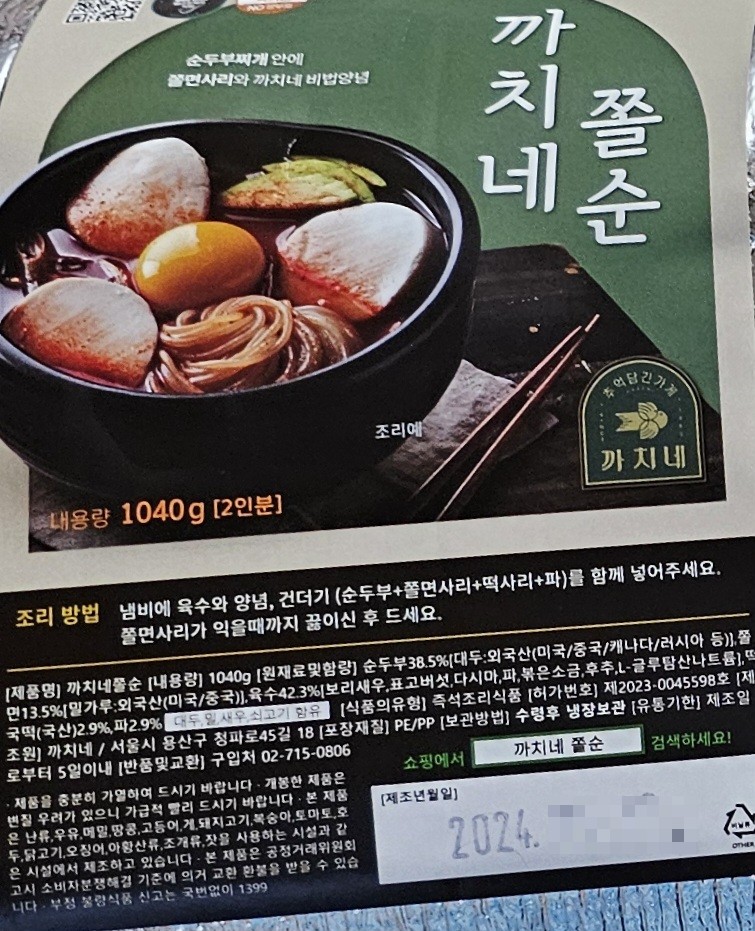 순두부찌개 안에
쫄면사리와 까치네 비법양념
까치네
쫄순
조리예
추억담긴가게
까치네
내용량 1040g [2인분]
조리 방법
냄비에 육수와 양념, 건더기 (순두부+쫄면사리+떡사리+파)를 함께 넣어주세요.
쫄면사리가 익을때까지 끓이신 후 드세요.
[제품명] 까치네쫄순 [내용량] 1040g [원재료및함량] 순두부38.5%[대두:외국산(미국/중국/캐나다/러시아 등)],쫄
면13.5%[밀가루:외국산(미국/중국)],육수42.3%[보리새우,표고버섯,다시마,파,볶은소금,후추,L-글루탐산나트륨],떡
국떡(국산)2.9%,파2.9% 대두,밀,새우,쇠고기 함유 [식품의유형] 즉석조리식품 [허가번호] 제2023-0045598호 [제
조원] 까치네 / 서울시 용산구 청파로45길 18 [포장재질] PE/PP [보관방법] 수령후 냉장보관 [유통기한] 제조일
로부터 5일이내 [반품및교환] 구입처 02-715-0806
쇼핑에서 까치네 쫄순 검색하세요!
· 제품을 충분히 가열하여 드시기 바랍니다 · 개봉한 제품은
변질 우려가 있으니 가급적 빨리 드시기 바랍니다 · 본 제품
은 난류,우유,메밀,땅콩,고등어,게,돼지고기,복숭아,토마토,호
두,닭고기,오징어,아황산류,조개류,잣을 사용하는 시설과 같
은 시설에서 제조하고 있습니다 · 본 제품은 공정거래위원회
고시 소비자분쟁해결 기준에 의거 교환 환불을 받을 수 있습
니다 · 부정 불량식품 신고는 국번없이 1399
[제조년월일]
2024.
비닐류
OTHER